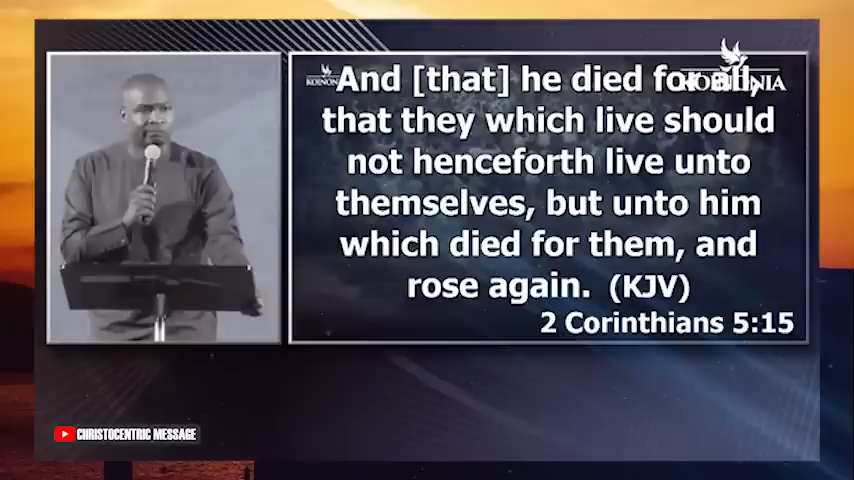 KOINONIA
And [that] he died for all,
that they which live should
not henceforth live unto
themselves, but unto him
which died for them, and
rose again. (KJV)
2 Corinthians 5:15
CHRISTOCENTRIC MESSAGE